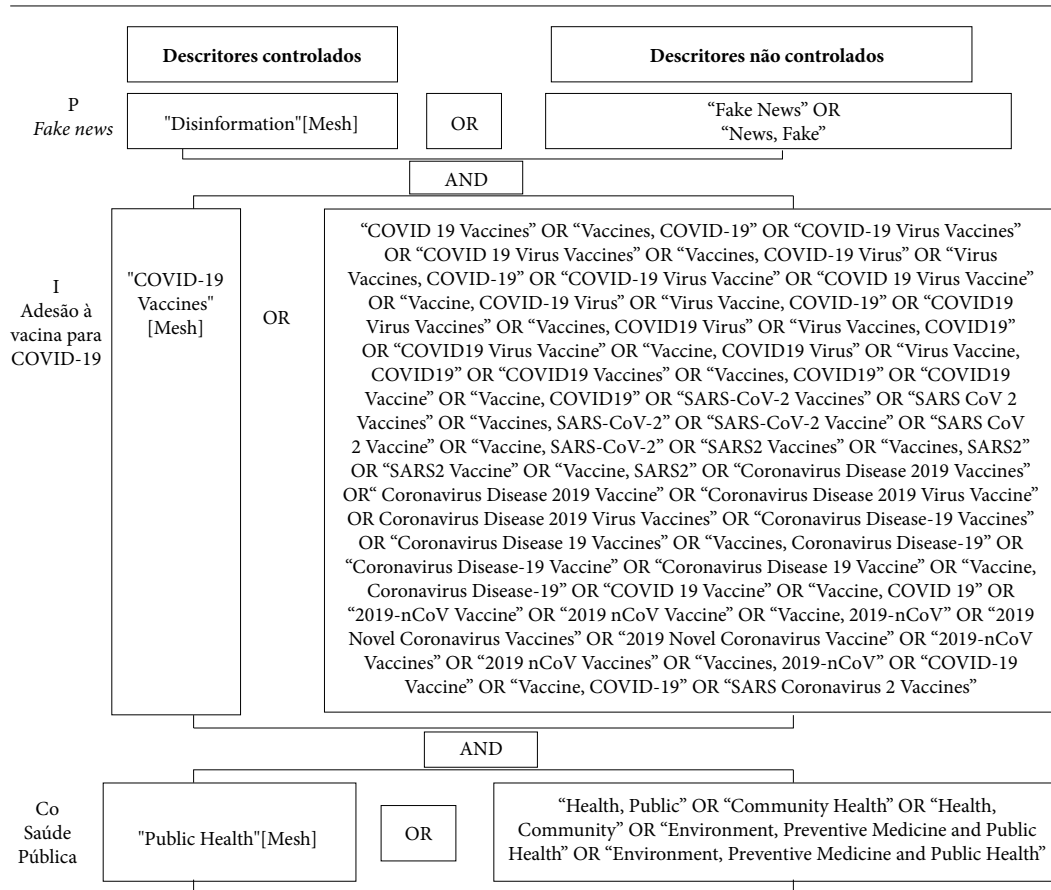 Descritores controlados
Descritores não controlados
P
Fake news
"Disinformation"[Mesh]
OR
“Fake News” OR
“News, Fake”
AND
I
Adesão à
vacina para
COVID-19
"COVID-19
Vaccines"
[Mesh]
OR
“COVID 19 Vaccines” OR “Vaccines, COVID-19” OR “COVID-19 Virus Vaccines”
OR “COVID 19 Virus Vaccines” OR “Vaccines, COVID-19 Virus” OR “Virus
Vaccines, COVID-19” OR “COVID-19 Virus Vaccine” OR “COVID 19 Virus Vaccine”
OR “Vaccine, COVID-19 Virus” OR “Virus Vaccine, COVID-19” OR “COVID19
Virus Vaccines” OR “Vaccines, COVID19 Virus” OR “Virus Vaccines, COVID19”
OR “COVID19 Virus Vaccine” OR “Vaccine, COVID19 Virus” OR “Virus Vaccine,
COVID19” OR “COVID19 Vaccines” OR “Vaccines, COVID19” OR “COVID19
Vaccine” OR “Vaccine, COVID19” OR “SARS-CoV-2 Vaccines” OR “SARS CoV 2
Vaccines” OR “Vaccines, SARS-CoV-2” OR “SARS-CoV-2 Vaccine” OR “SARS CoV
2 Vaccine” OR “Vaccine, SARS-CoV-2” OR “SARS2 Vaccines” OR “Vaccines, SARS2”
OR “SARS2 Vaccine” OR “Vaccine, SARS2” OR “Coronavirus Disease 2019 Vaccines”
OR“ Coronavirus Disease 2019 Vaccine” OR “Coronavirus Disease 2019 Virus Vaccine”
OR Coronavirus Disease 2019 Virus Vaccines” OR “Coronavirus Disease-19 Vaccines”
OR “Coronavirus Disease 19 Vaccines” OR “Vaccines, Coronavirus Disease-19” OR
“Coronavirus Disease-19 Vaccine” OR “Coronavirus Disease 19 Vaccine” OR “Vaccine,
Coronavirus Disease-19” OR “COVID 19 Vaccine” OR “Vaccine, COVID 19” OR
“2019-nCoV Vaccine” OR “2019 nCoV Vaccine” OR “Vaccine, 2019-nCoV” OR “2019
Novel Coronavirus Vaccines” OR “2019 Novel Coronavirus Vaccine” OR “2019-nCoV
Vaccines” OR “2019 nCoV Vaccines” OR “Vaccines, 2019-nCoV” OR “COVID-19
Vaccine” OR “Vaccine, COVID-19” OR “SARS Coronavirus 2 Vaccines”
AND
Co
Saúde
Pública
"Public Health"[Mesh]
OR
“Health, Public” OR “Community Health” OR “Health,
Community” OR “Environment, Preventive Medicine and Public
Health” OR “Environment, Preventive Medicine and Public Health”